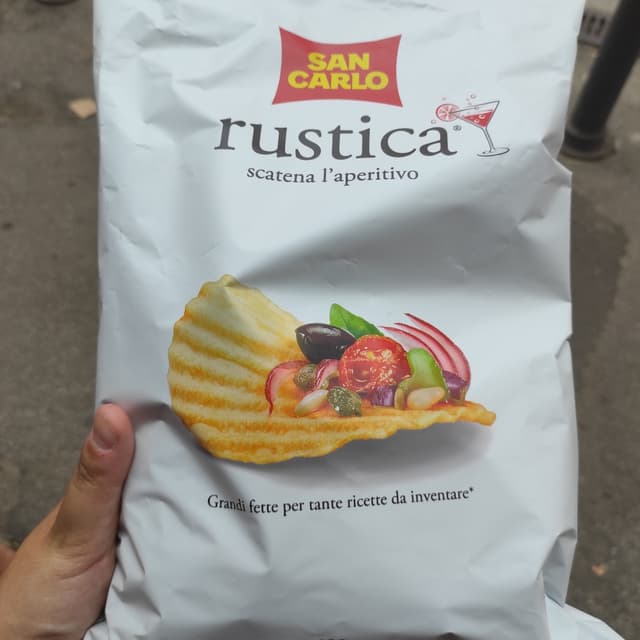 SAN
CARLO
rustica®
scatena l'aperitivo
Grandi fette per tante ricette da inventare*